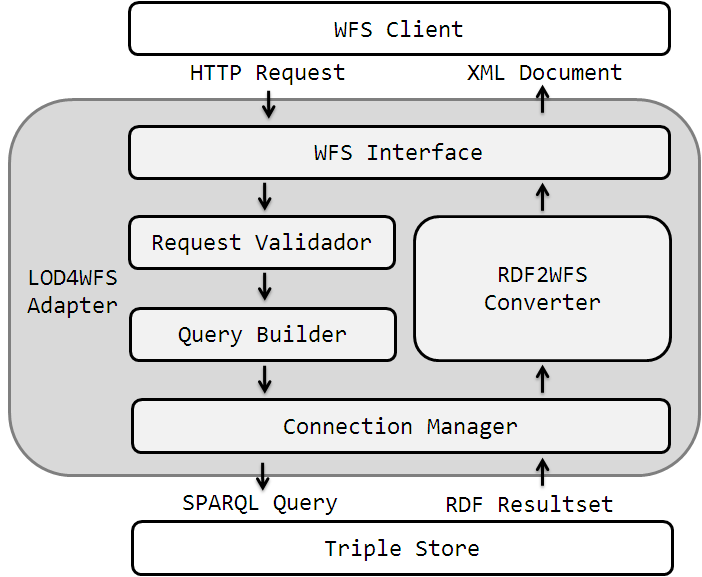 WFS Client
HTTP Request
XML Document
WFS Interface
Request Validador
LOD4WFS
Adapter
RDF2WFS
Converter
Query Builder
Connection Manager
SPARQL Query
RDF Resultset
Triple Store